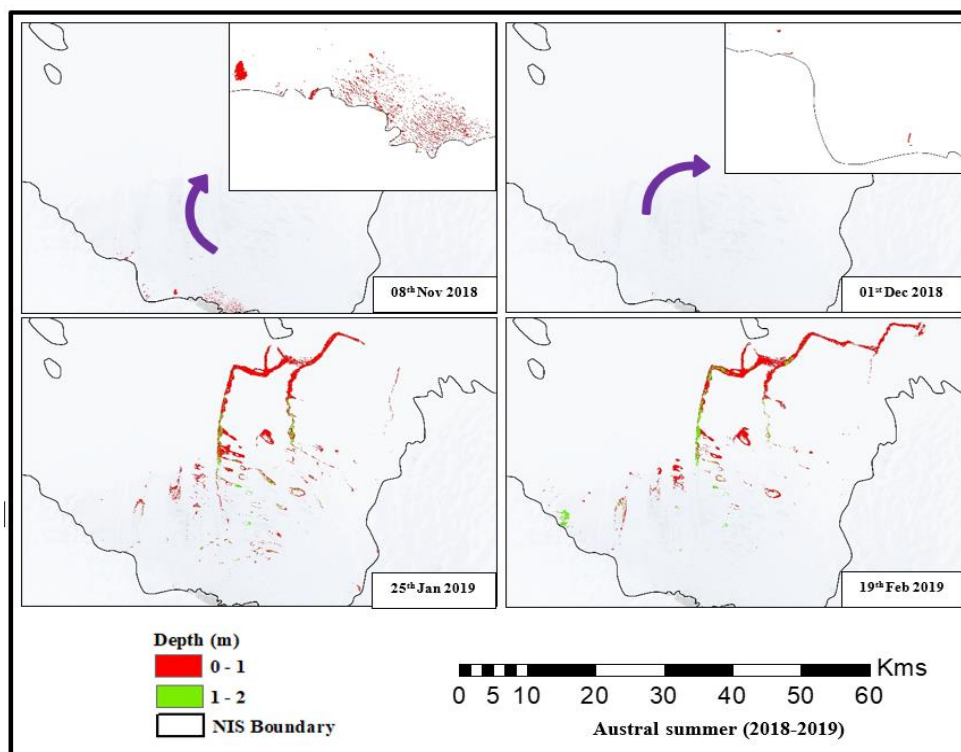 08th Nov 2018
01st Dec 2018
25th Jan 2019
19th Feb 2019
Depth (m)
0 - 1
1 - 2
NIS Boundary
Kms
0 2 5 10 20 30 40 50 60
Austral summer (2018-2019)